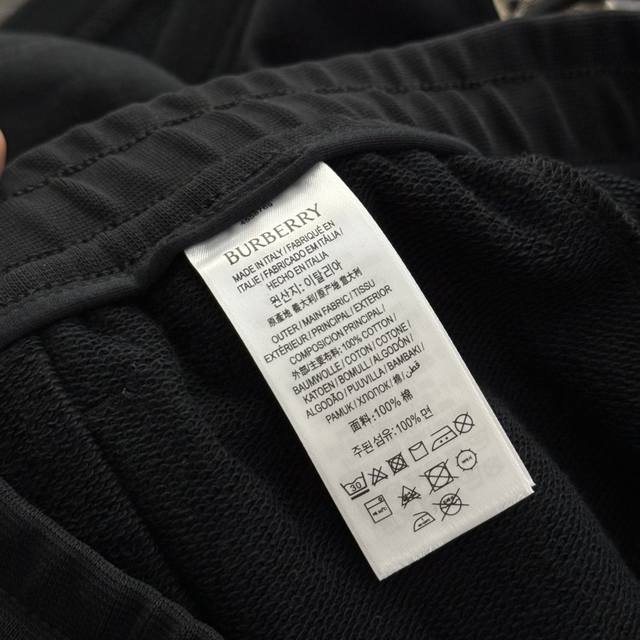 BURBERRY
MADE IN ITALY / FABRIQUÉ EN
ITALIE / FABRICADO EM ITÁLIA /
HECHO EN ITALIA
원산지: 이탈리아
原產地 意大利 / 原产地 意大利
OUTER / MAIN FABRIC / TISSU
EXTÉRIEUR / PRINCIPAL / EXTERIOR
COMPOSICION PRINCIPAL /
外層/主要布料: 100% COTTON /
BAUMWOLLE / COTON / COTONE /
KATOEN / BOMULL / ALGODÓN /
ALGODÃO / PUUVILLA / BAMBAKI /
PAMUK / ХЛОПОК / 棉 / قطن
面料: 100% 棉
주원 섬유: 100% 면
30